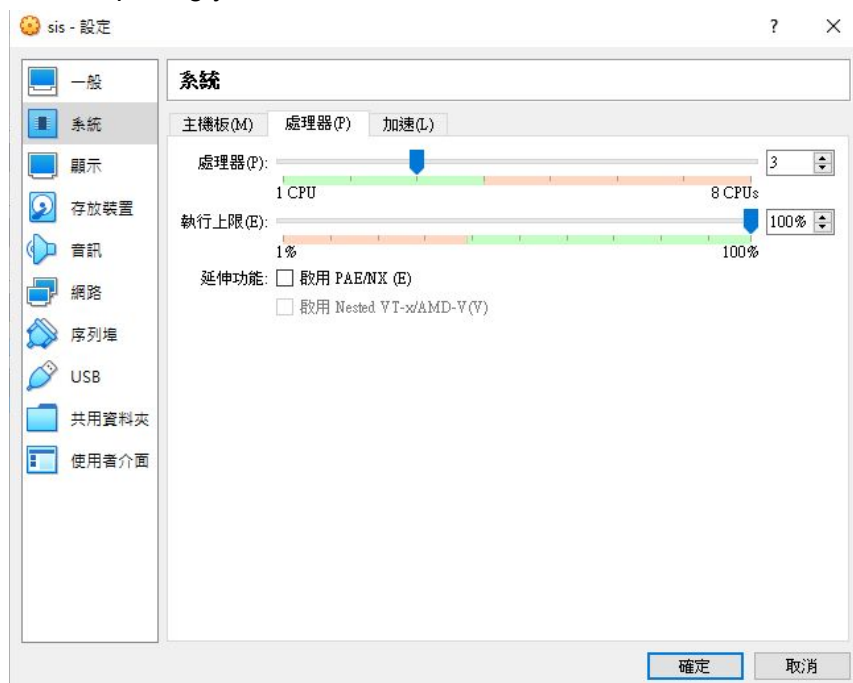 sis - 設定
?
×
一般
系統
顯示
存放裝置
音訊
網路
序列埠
USB
共用資料夾
使用者介面
系統
主機板(M) 處理器(P) 加速(L)
處理器(P): 3
1 CPU 8 CPUs
執行上限(E): 100%
1% 100%
延伸功能: 啟用 PAE/NX (E)
啟用 Nested VT-x/AMD-V(V)
確定 取消